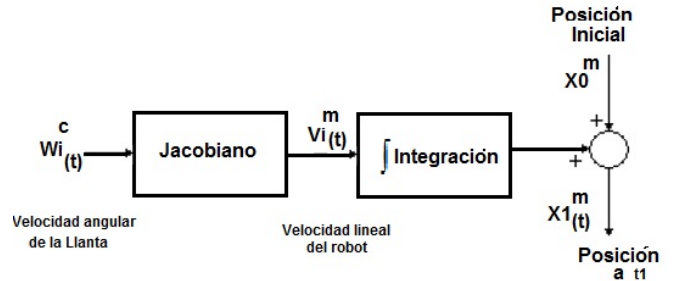 Posición
Inicial
m
X0
c
Wi(t)
Jacobiano
m
Vi(t)
∫ Integración
+
+
Velocidad angular
de la Llanta
Velocidad lineal
del robot
m
X1(t)
Posición
a t1